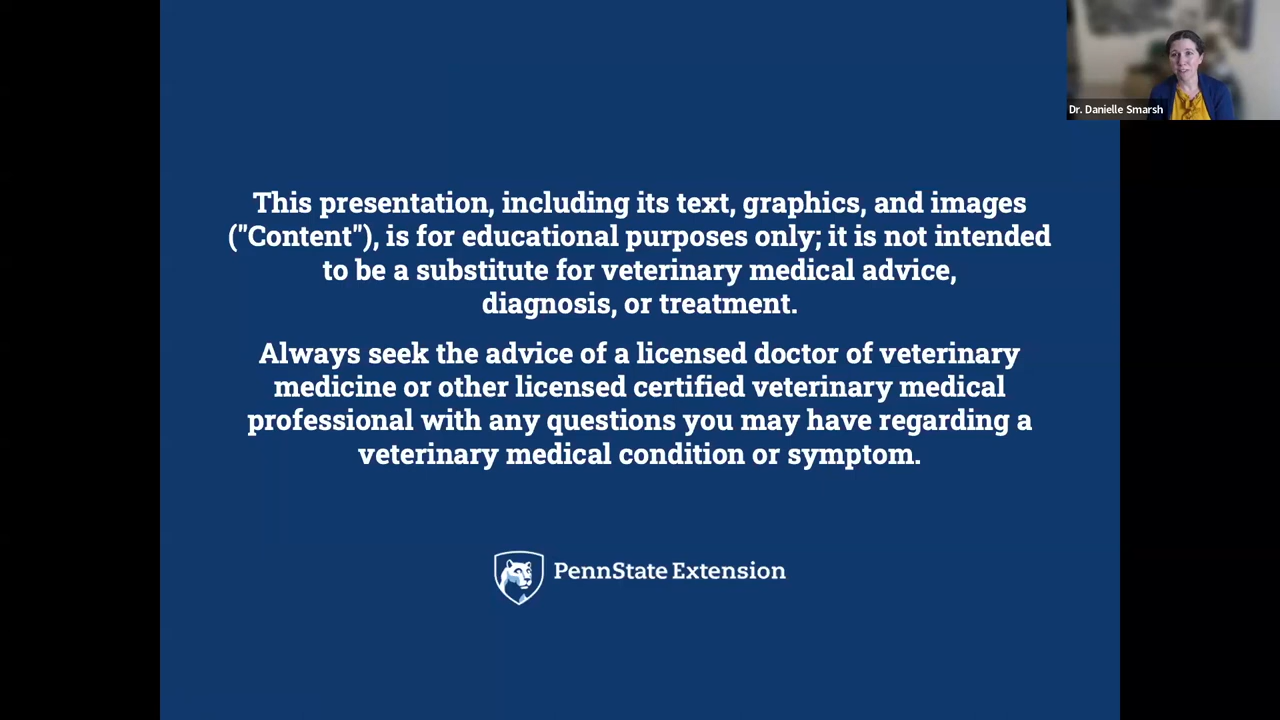 Dr. Danielle Smarsh
This presentation, including its text, graphics, and images
("Content"), is for educational purposes only; it is not intended
to be a substitute for veterinary medical advice,
diagnosis, or treatment.
Always seek the advice of a licensed doctor of veterinary
medicine or other licensed certified veterinary medical
professional with any questions you may have regarding a
veterinary medical condition or symptom.
PennState Extension